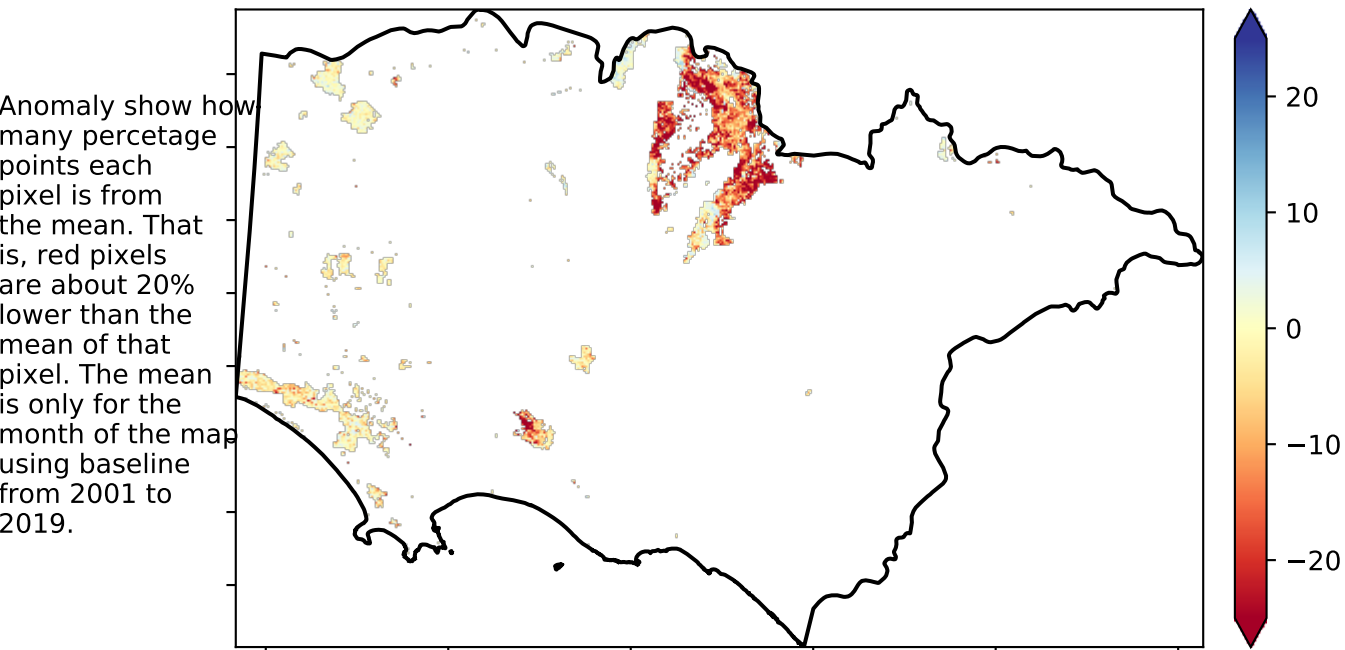 Anomaly show how
many percetage
points each
pixel is from
the mean. That
is, red pixels
are about 20%
lower than the
mean of that
pixel. The mean
is only for the
month of the map
using baseline
from 2001 to
2019.
20
10
0
−10
−20